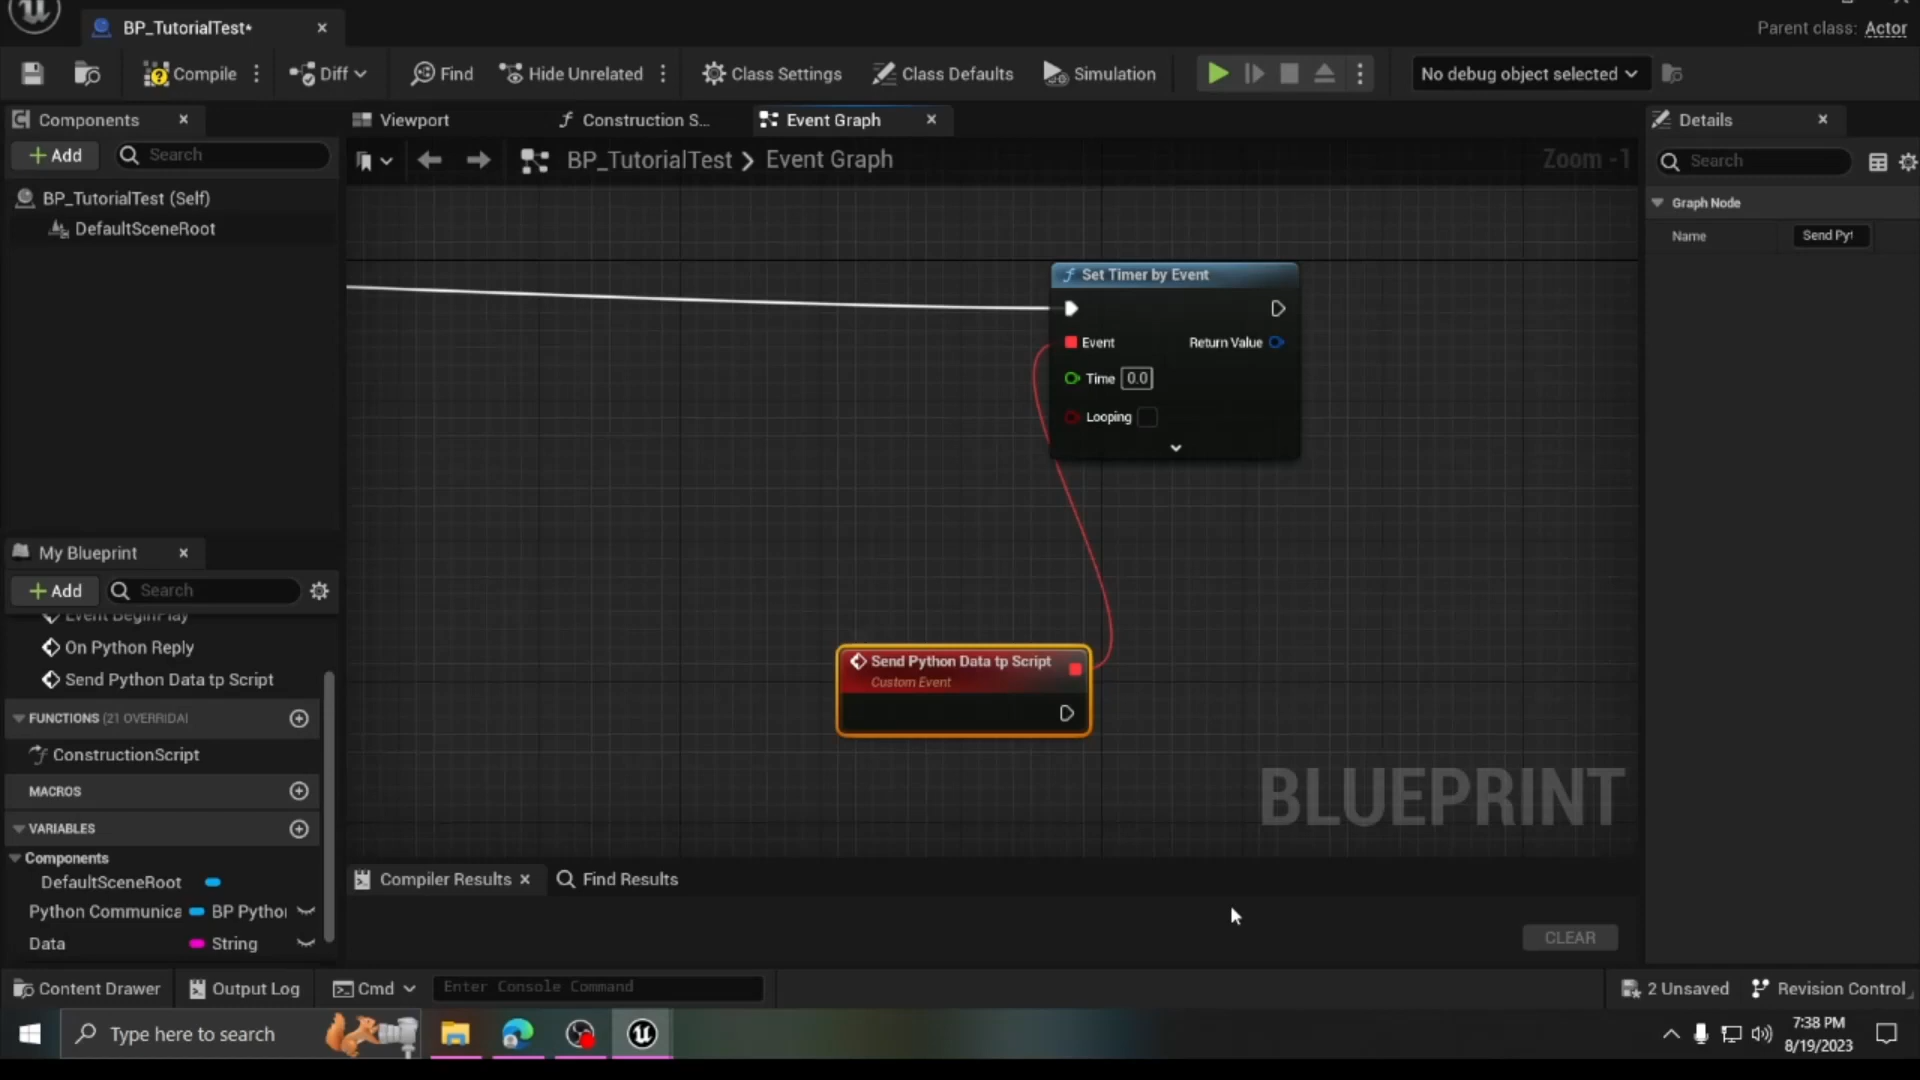 BP_TutorialTest*
Parent class: Actor
Compile
Diff
Find
Hide Unrelated
Class Settings
Class Defaults
Simulation
No debug object selected
Components
Viewport
Construction S...
Event Graph
Details
Add
Search
BP_TutorialTest > Event Graph
Zoom -1
Search
BP_TutorialTest (Self)
Graph Node
DefaultSceneRoot
Name
Send Pyt
Set Timer by Event
Event
Return Value
Time 0.0
Looping
My Blueprint
Add
Search
Event BeginPlay
On Python Reply
Send Python Data tp Script
Send Python Data tp Script
Custom Event
FUNCTIONS (21 OVERRIDA
ConstructionScript
MACROS
VARIABLES
BLUEPRINT
Components
DefaultSceneRoot
Python Communica
BP Pytho
Data
String
Compiler Results
Find Results
CLEAR
Content Drawer
Output Log
Cmd
Enter Console Command
2 Unsaved
Revision Control
Type here to search
7:38 PM
8/19/2023